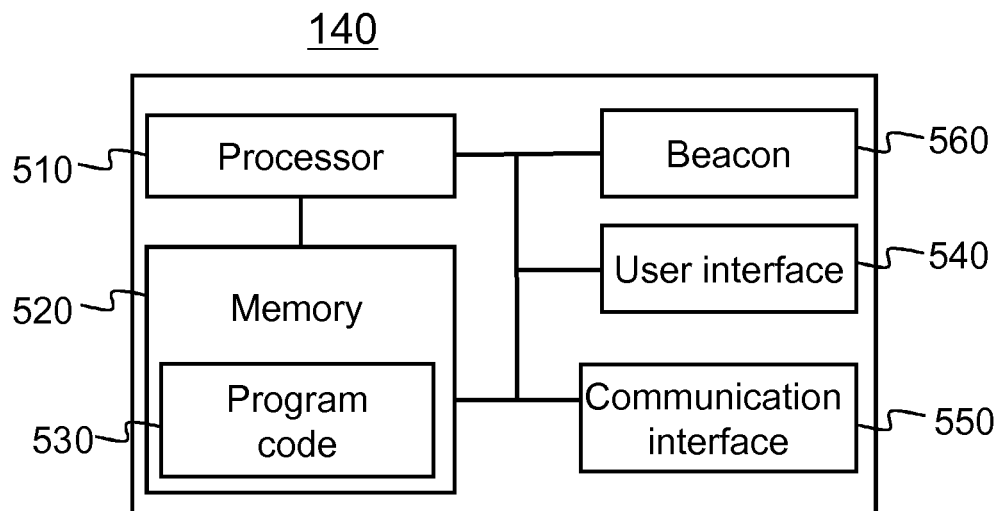 140
510
Processor
Beacon
560
User interface
540
520
Memory
Program
code
530
Communication
interface
550